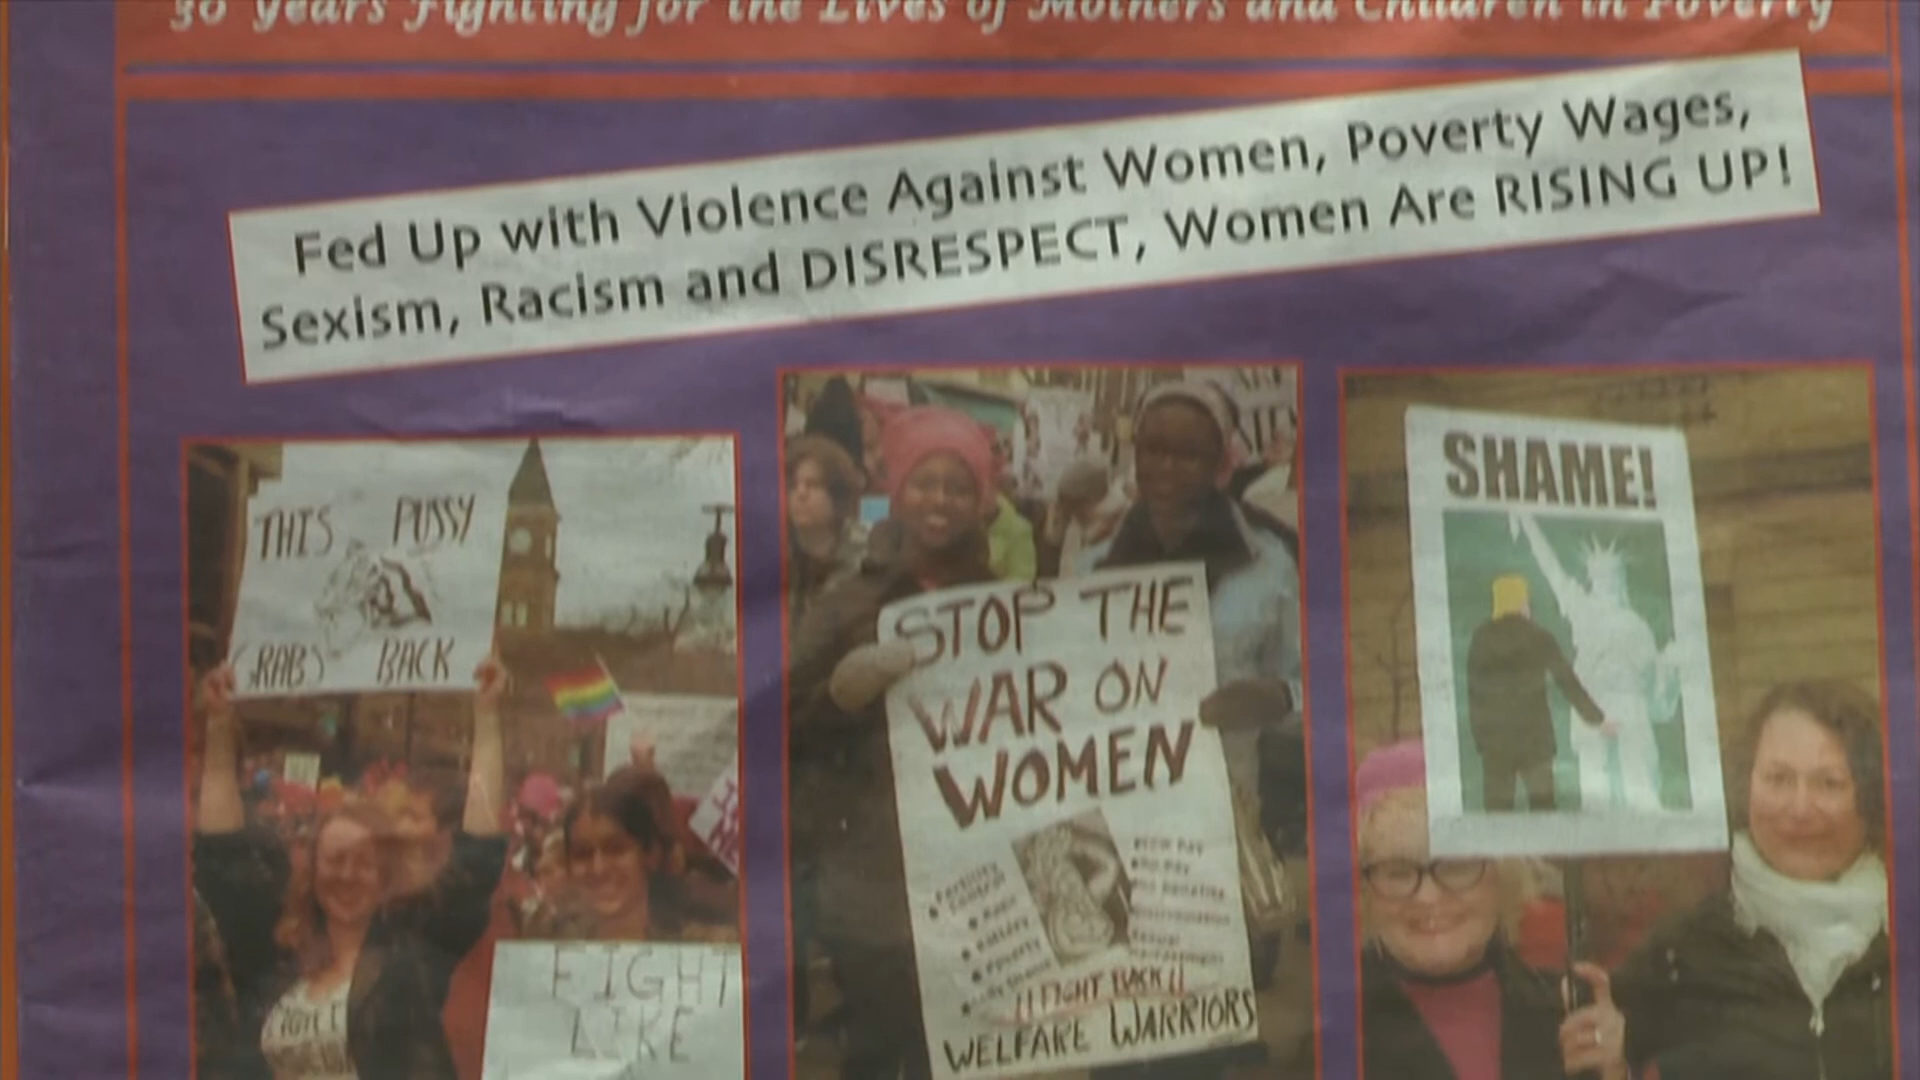 30 Years Fighting for the Lives of Mothers and Children in Poverty
Fed Up with Violence Against Women, Poverty Wages,
Sexism, Racism and DISRESPECT, Women Are RISING UP!
THIS PUSSY
GRABS BACK
FIGHT
LIKE
STOP THE
WAR ON
WOMEN
!! FIGHT BACK !!
WELFARE WARRIORS
SHAME!